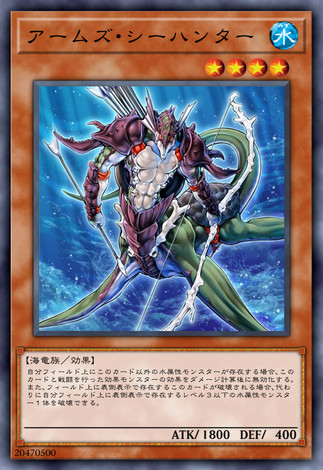 アームズ・シーハンター
水
【海竜族／効果】
自分フィールド上にこのカード以外の水属性モンスターが存在する場合、この
カードと戦闘を行った効果モンスターの効果をダメージ計算後に無効化する。
また、フィールド上に表側表示で存在するこのカードが破壊される場合、代わ
りに自分フィールド上に表側表示で存在するレベル３以下の水属性モンスタ
ー１体を破壊できる。
ATK/ 1800 DEF/ 400
20470500